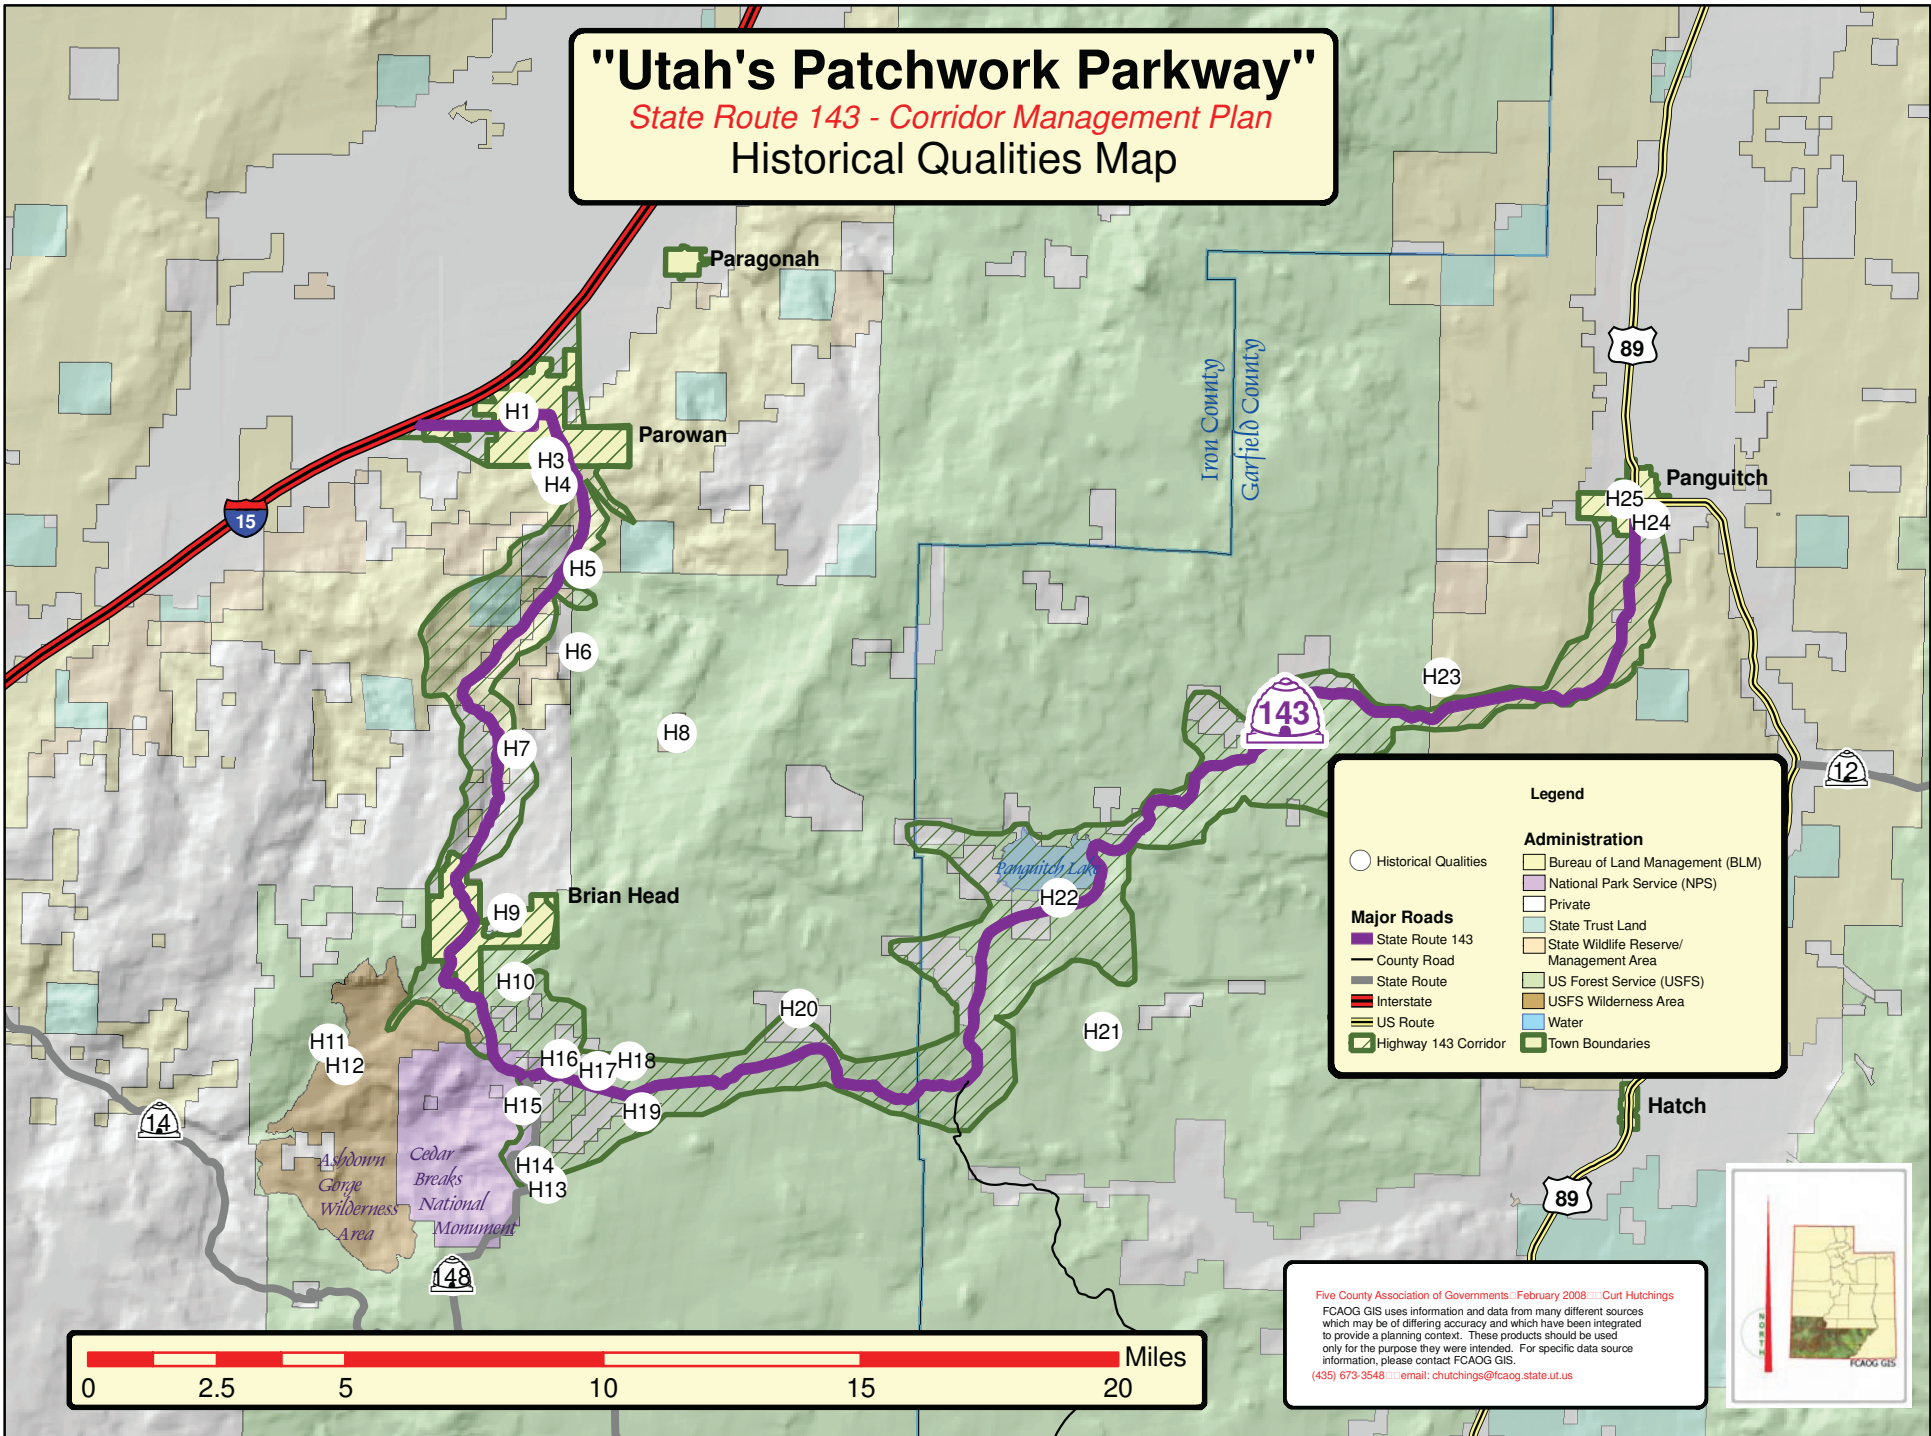 "Utah's Patchwork Parkway"
State Route 143 - Corridor Management Plan
Historical Qualities Map
Paragonah
H1
Parowan
H3
H4
15
H5
H6
H7
H8
Iron County
Garfield County
89
Panguitch
H25
H24
H23
143
12
Panguitch Lake
H22
Brian Head
H9
H10
H11
H12
H16
H17
H18
H15
H19
H20
H21
H14
H13
14
Ashdown
Gorge
Wilderness
Area
Cedar
Breaks
National
Monument
148
Hatch
89
Legend
Historical Qualities
Major Roads
State Route 143
County Road
State Route
Interstate
US Route
Highway 143 Corridor
Administration
Bureau of Land Management (BLM)
National Park Service (NPS)
Private
State Trust Land
State Wildlife Reserve/
Management Area
US Forest Service (USFS)
USFS Wilderness Area
Water
Town Boundaries
Miles
0 2.5 5 10 15 20
Five County Association of Governments□February 2008□□Curt Hutchings
FCAOG GIS uses information and data from many different sources
which may be of differing accuracy and which have been integrated
to provide a planning context. These products should be used
only for the purpose they were intended. For specific data source
information, please contact FCAOG GIS.
(435) 673-3548□□email: chutchings@fcaog.state.ut.us
NORTH
FCAOG GIS